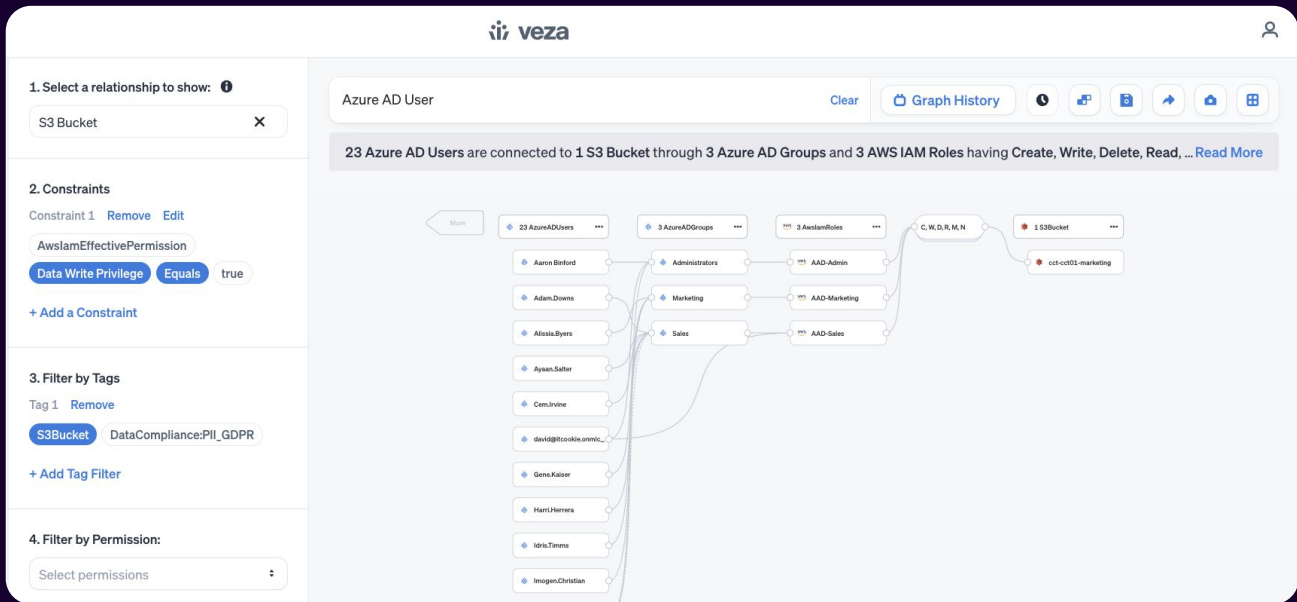 veza
1. Select a relationship to show:
S3 Bucket
2. Constraints
Constraint 1 Remove Edit
AwsIamEffectivePermission
Data Write Privilege Equals true
+ Add a Constraint
3. Filter by Tags
Tag 1 Remove
S3Bucket DataCompliance:PII_GDPR
+ Add Tag Filter
4. Filter by Permission:
Select permissions
Azure AD User Clear Graph History
23 Azure AD Users are connected to 1 S3 Bucket through 3 Azure AD Groups and 3 AWS IAM Roles having Create, Write, Delete, Read, ... Read More
More 23 AzureADUsers 3 AzureADGroups 3 AwsIamRoles C, W, D, R, M, N 1 S3Bucket
Aaron Binford Administrators AAD-Admin cct-cct01-marketing
Adam.Downs Marketing AAD-Marketing
Alissia.Byers Sales AAD-Sales
Ayaan.Salter
Cem.Irvine
david@itcookie.onmic_
Gene.Kaiser
Harri.Herrera
Idris.Timms
Imogen.Christian